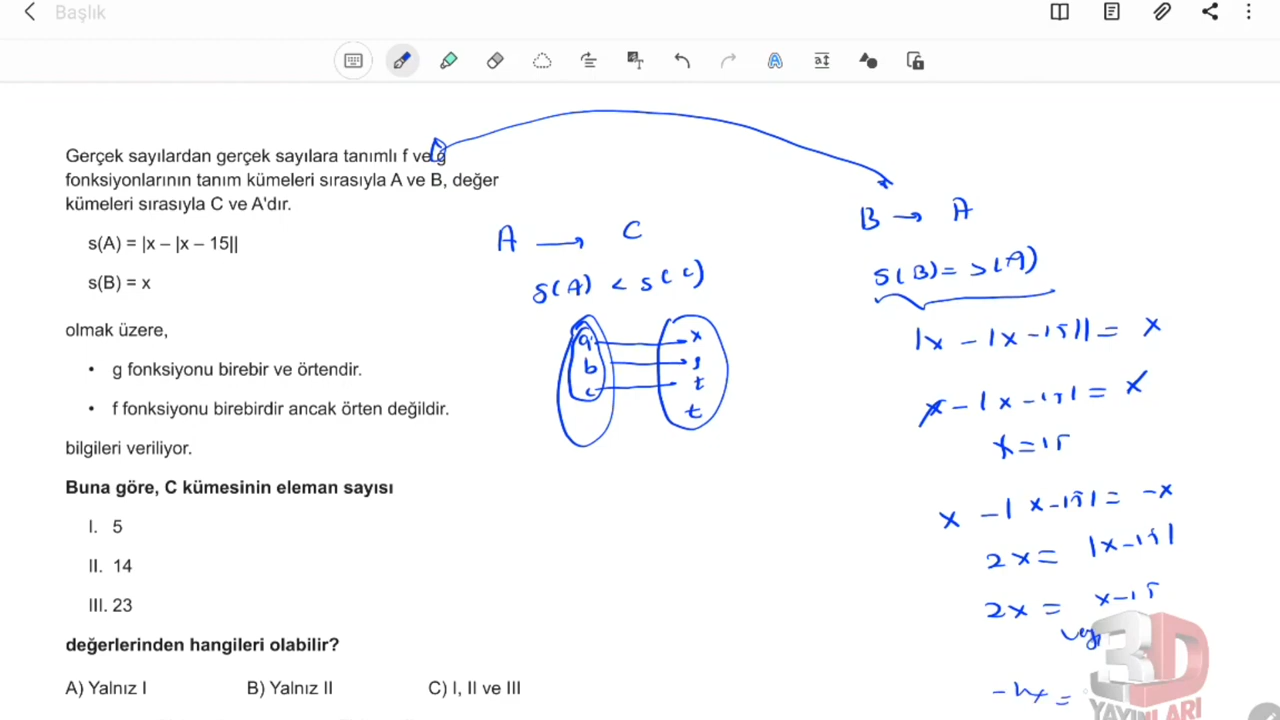 Başlık
Gerçek sayılardan gerçek sayılara tanımlı f ve g
fonksiyonlarının tanım kümeleri sırasıyla A ve B, değer
kümeleri sırasıyla C ve A'dır.
s(A) = |x – |x – 15||
s(B) = x
olmak üzere,
• g fonksiyonu birebir ve örtendir.
• f fonksiyonu birebirdir ancak örten değildir.
bilgileri veriliyor.
Buna göre, C kümesinin eleman sayısı
I. 5
II. 14
III. 23
değerlerinden hangileri olabilir?
A) Yalnız I B) Yalnız II C) I, II ve III
A → C
s(A) < s(C)
a x
b s
c t
t
B → A
s(B) = s(A)
|x - |x - 15|| = x
x - |x - 15| = x
x = 15
x - |x - 15| = -x
2x = |x - 15|
2x = x - 15
3D
YAYINLARI